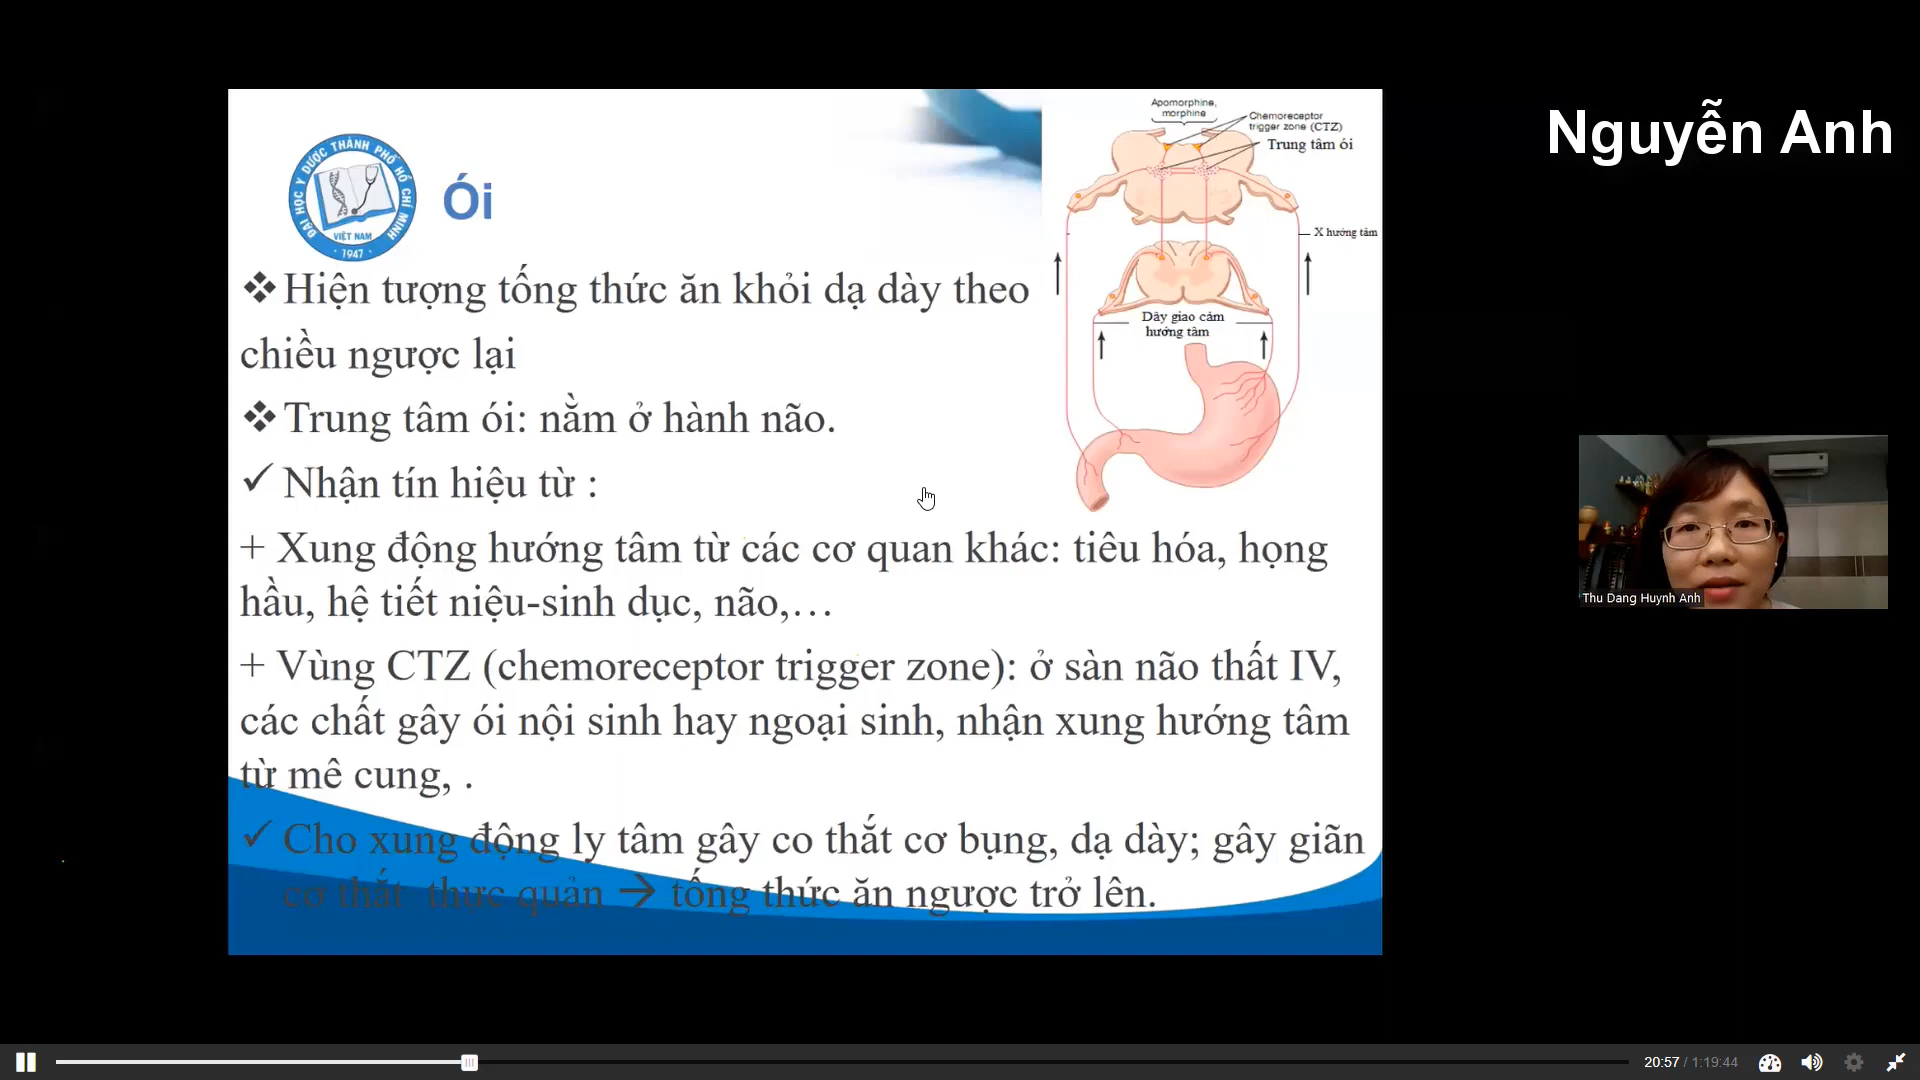 Apomorphine,
morphine
Chemoreceptor
trigger zone (CTZ)
Trung tâm ói
Nguyễn Anh
ĐẠI HỌC Y DƯỢC THÀNH PHỐ HỒ CHÍ MINH
VIỆT NAM
· 1947 ·
Ói
X hướng tâm
❖Hiện tượng tống thức ăn khỏi dạ dày theo
chiều ngược lại
Dây giao cảm
hướng tâm
❖Trung tâm ói: nằm ở hành não.
✓ Nhận tín hiệu từ :
+ Xung động hướng tâm từ các cơ quan khác: tiêu hóa, họng
hầu, hệ tiết niệu-sinh dục, não,…
Thu Dang Huynh Anh
+ Vùng CTZ (chemoreceptor trigger zone): ở sàn não thất IV,
các chất gây ói nội sinh hay ngoại sinh, nhận xung hướng tâm
từ mê cung, .
✓ Cho xung động ly tâm gây co thắt cơ bụng, dạ dày; gây giãn
cơ thắt thực quản → tống thức ăn ngược trở lên.
20:57 / 1:19:44